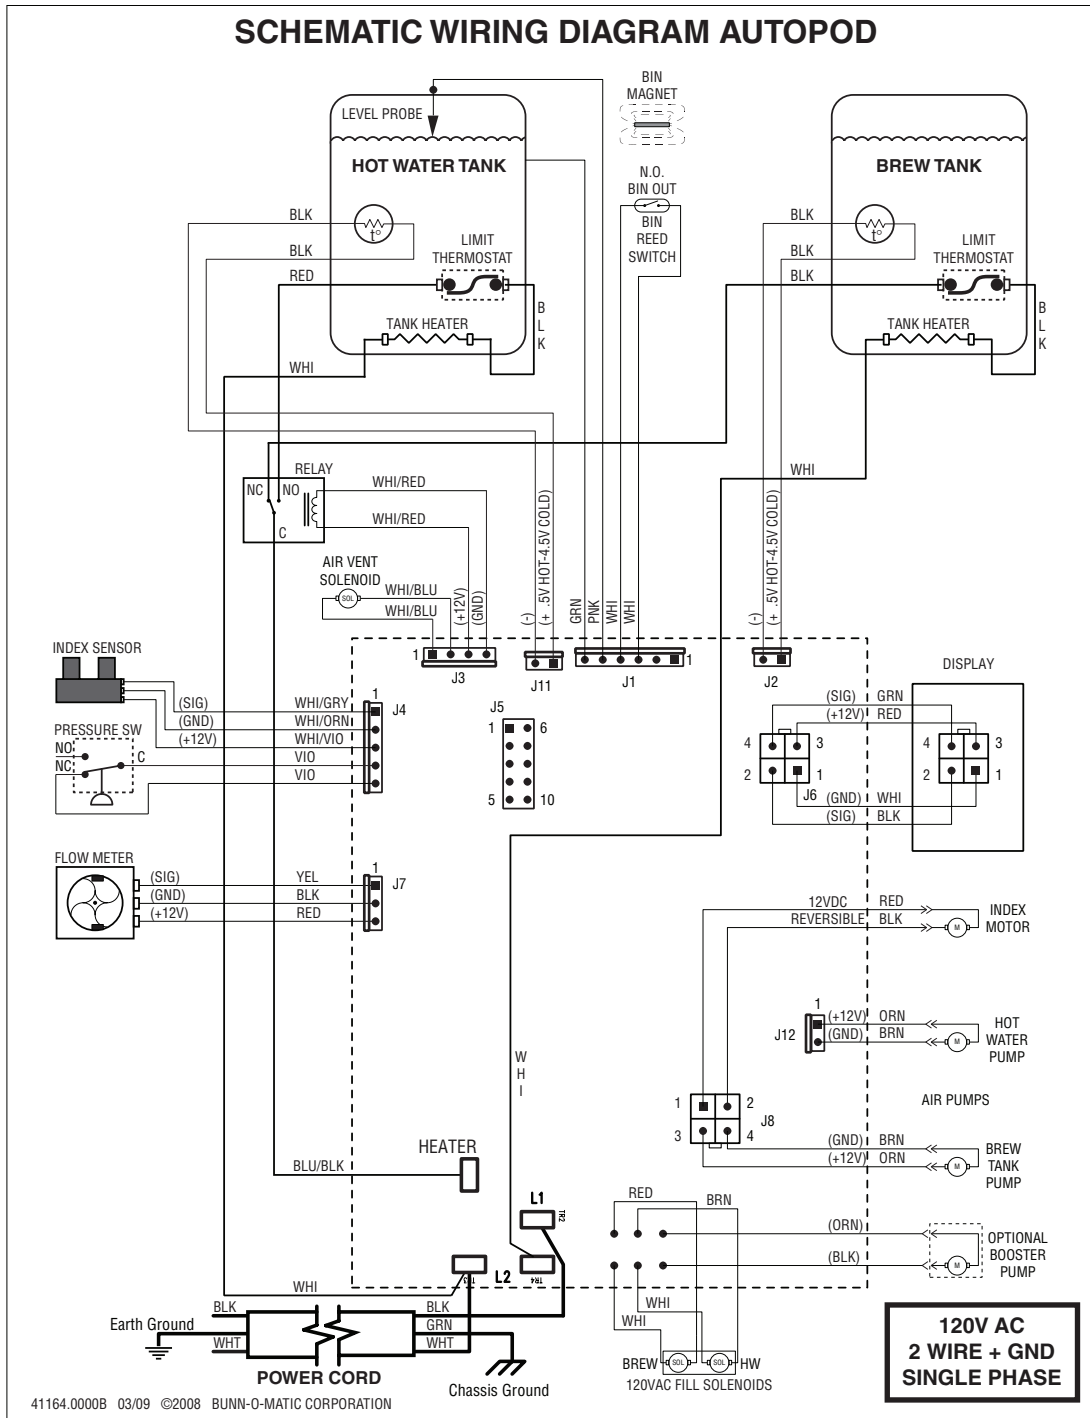 SCHEMATIC WIRING DIAGRAM AUTOPOD
LEVEL PROBE
HOT WATER TANK
BLK
BLK
RED
t°
LIMIT
THERMOSTAT
TANK HEATER
B
L
K
WHI
BIN
MAGNET
N.O.
BIN OUT
BIN
REED
SWITCH
BREW TANK
BLK
BLK
BLK
t°
LIMIT
THERMOSTAT
TANK HEATER
B
L
K
WHI
RELAY
NC
NO
C
WHI/RED
WHI/RED
AIR VENT
SOLENOID
SOL
WHI/BLU
WHI/BLU
(+12V)
(GND)
(-)
(+ .5V HOT-4.5V COLD)
GRN
PNK
WHI
WHI
(-)
(+ .5V HOT-4.5V COLD)
1
J3
J11
J1
1
J2
INDEX SENSOR
(SIG)
WHI/GRY
(GND)
WHI/ORN
(+12V)
WHI/VIO
1
J4
PRESSURE SW
NO
NC
C
VIO
VIO
J5
1
6
5
10
DISPLAY
(SIG)
GRN
(+12V)
RED
4
3
2
1
J6
4
3
2
1
(GND)
WHI
(SIG)
BLK
FLOW METER
(SIG)
YEL
(GND)
BLK
(+12V)
RED
1
J7
12VDC
RED
REVERSIBLE
BLK
M
INDEX
MOTOR
1
J12
(+12V)
ORN
(GND)
BRN
M
HOT
WATER
PUMP
W
H
I
AIR PUMPS
1
2
3
4
J8
(GND)
BRN
(+12V)
ORN
M
BREW
TANK
PUMP
HEATER
BLU/BLK
L1
TR2
L2
TR3
TR4
RED
BRN
(ORN)
(BLK)
M
OPTIONAL
BOOSTER
PUMP
WHI
WHI
BREW
SOL
SOL
HW
120VAC FILL SOLENOIDS
WHI
BLK
BLK
Earth Ground
GRN
WHT
WHT
POWER CORD
Chassis Ground
120V AC
2 WIRE + GND
SINGLE PHASE
41164.0000B 03/09 ©2008 BUNN-O-MATIC CORPORATION